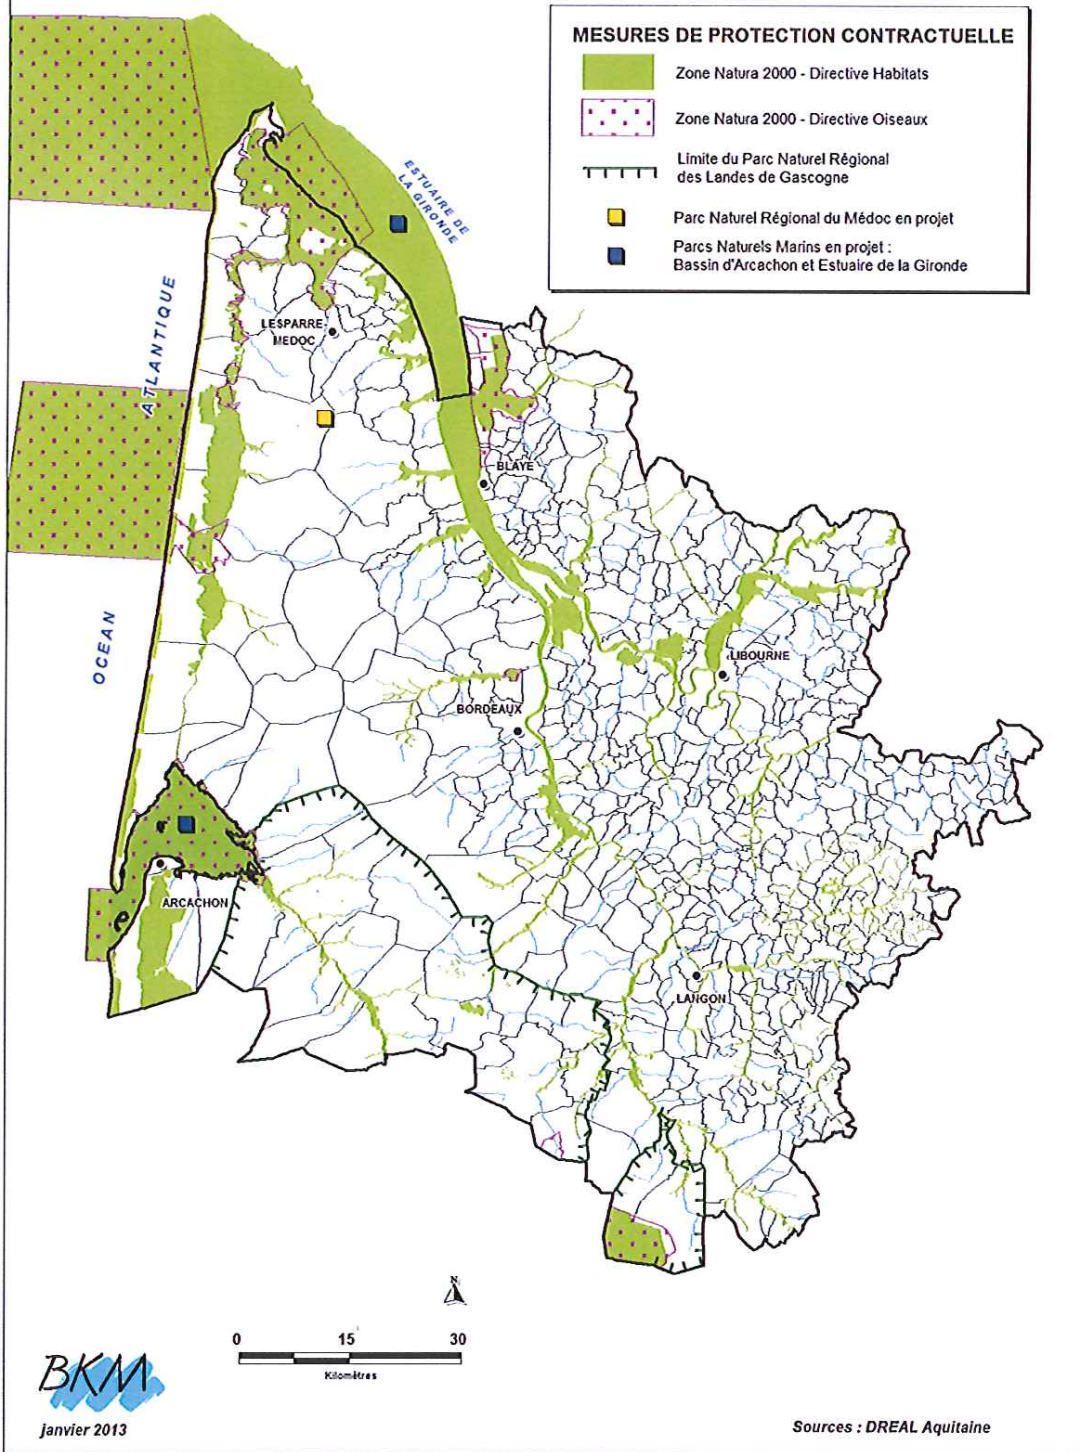 MESURES DE PROTECTION CONTRACTUELLE
Zone Natura 2000 - Directive Habitats
Zone Natura 2000 - Directive Oiseaux
Limite du Parc Naturel Régional
des Landes de Gascogne
Parc Naturel Régional du Médoc en projet
Parcs Naturels Marins en projet :
Bassin d'Arcachon et Estuaire de la Gironde
ESTUAIRE DE
LA GIRONDE
OCEAN ATLANTIQUE
LESPARRE
MEDOC
BLAYE
LIBOURNE
BORDEAUX
ARCACHON
LANGON
N
0 15 30
Kilomètres
BKM
janvier 2013
Sources : DREAL Aquitaine